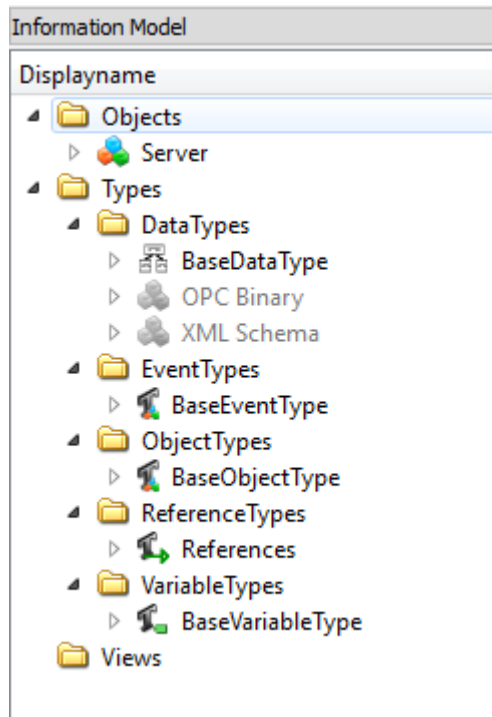 Information Model
Displayname
Objects
Server
Types
DataTypes
BaseDataType
OPC Binary
XML Schema
EventTypes
BaseEventType
ObjectTypes
BaseObjectType
ReferenceTypes
References
VariableTypes
BaseVariableType
Views